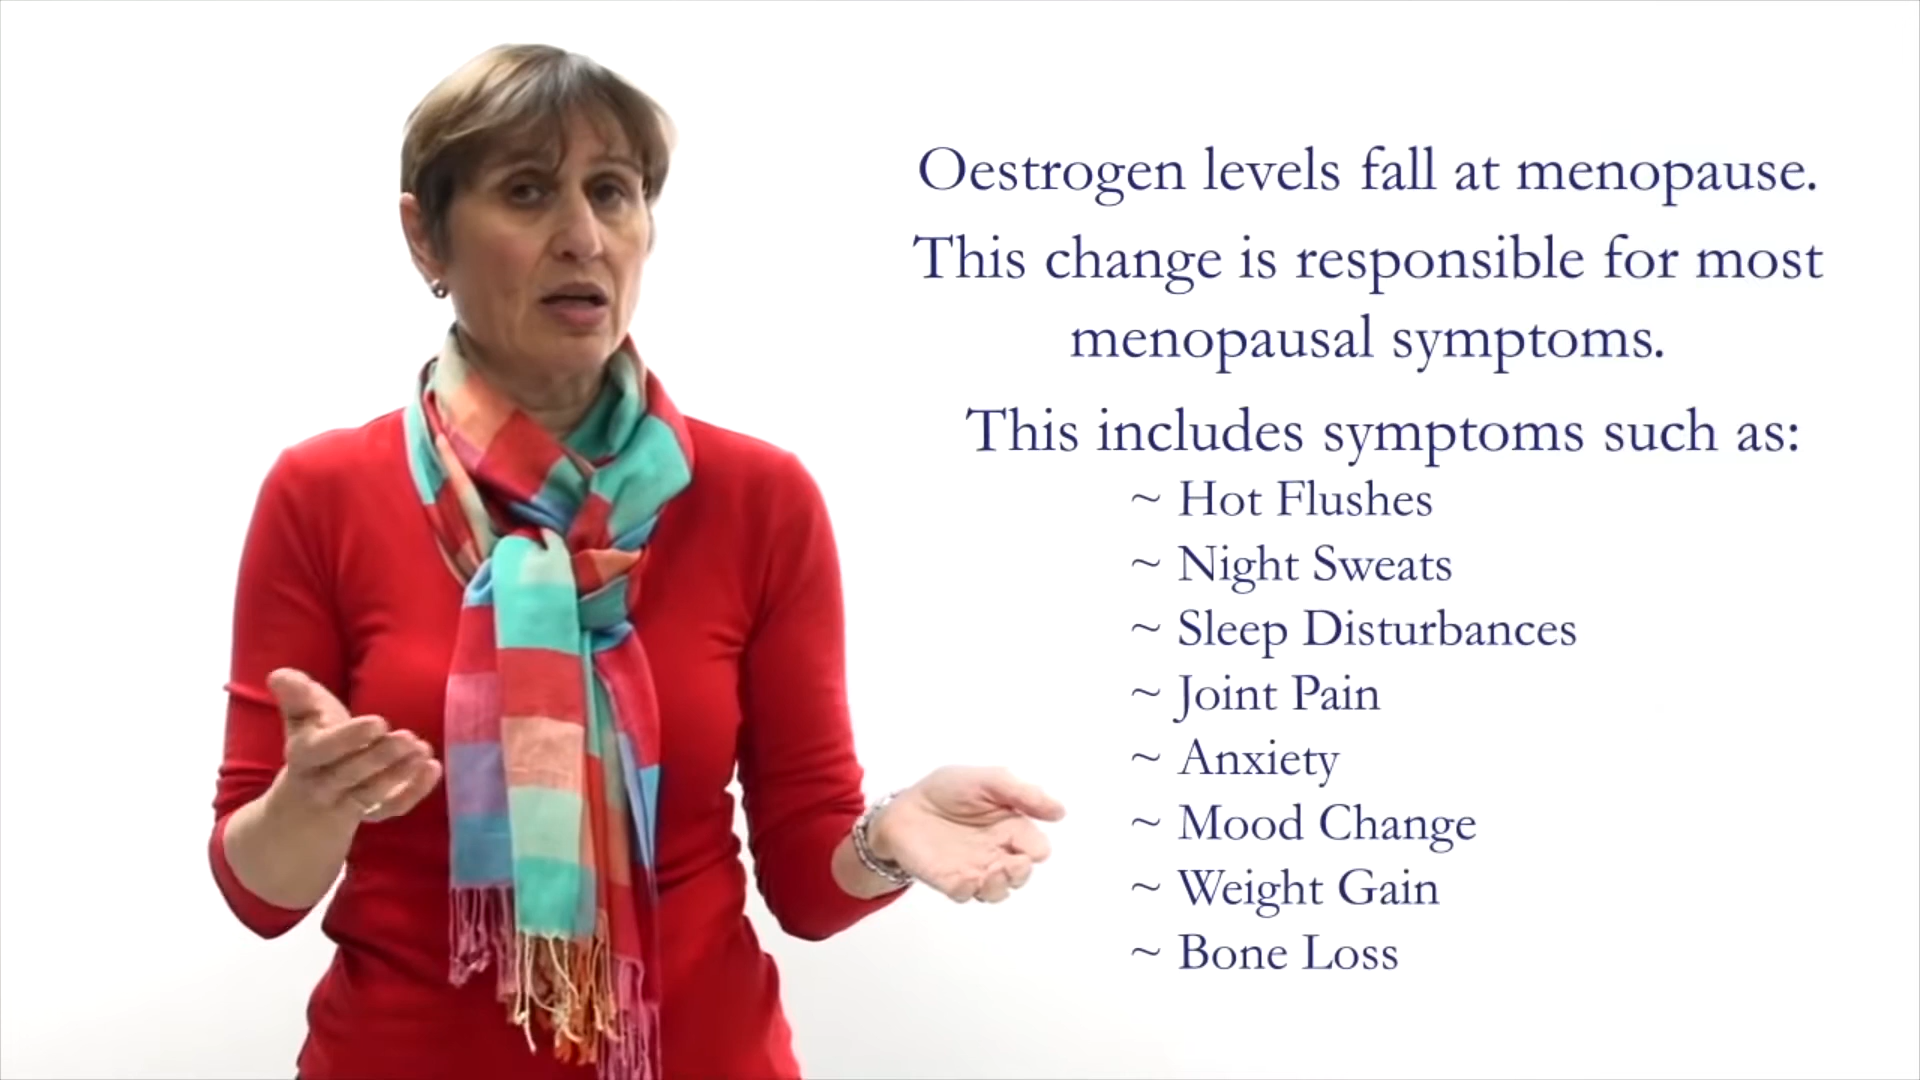 Oestrogen levels fall at menopause.
This change is responsible for most
menopausal symptoms.
This includes symptoms such as:
~ Hot Flushes
~ Night Sweats
~ Sleep Disturbances
~ Joint Pain
~ Anxiety
~ Mood Change
~ Weight Gain
~ Bone Loss